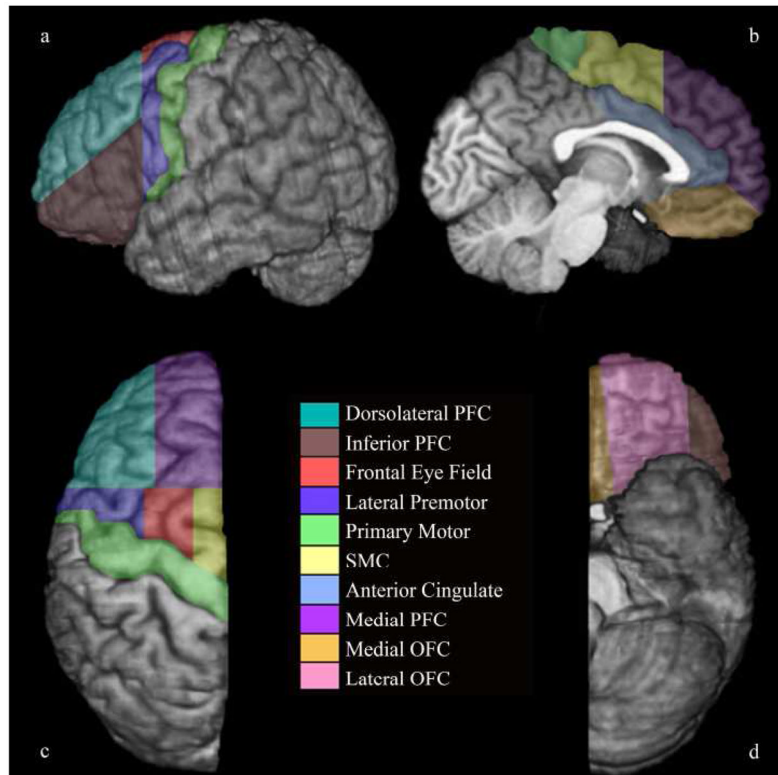 a
b
Dorsolateral PFC
Inferior PFC
Frontal Eye Field
Lateral Premotor
Primary Motor
SMC
Anterior Cingulate
Medial PFC
Medial OFC
Lateral OFC
c
d